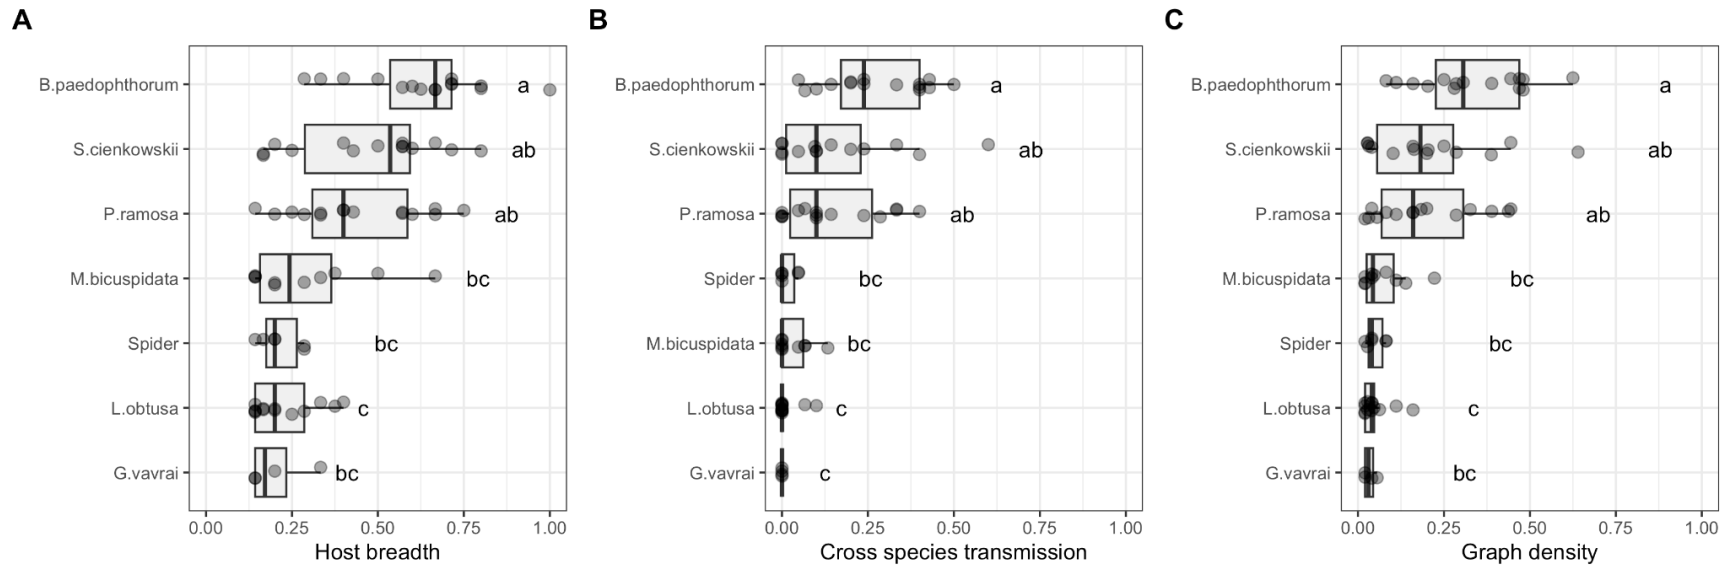 A
B.paedophthorum a
S.cienkowskii ab
P.ramosa ab
M.bicuspidata bc
Spider bc
L.obtusa c
G.vavrai bc
0.00 0.25 0.50 0.75 1.00
Host breadth
B
B.paedophthorum a
S.cienkowskii ab
P.ramosa ab
Spider bc
M.bicuspidata bc
L.obtusa c
G.vavrai c
0.00 0.25 0.50 0.75 1.00
Cross species transmission
C
B.paedophthorum a
S.cienkowskii ab
P.ramosa ab
M.bicuspidata bc
Spider bc
L.obtusa c
G.vavrai bc
0.00 0.25 0.50 0.75 1.00
Graph density